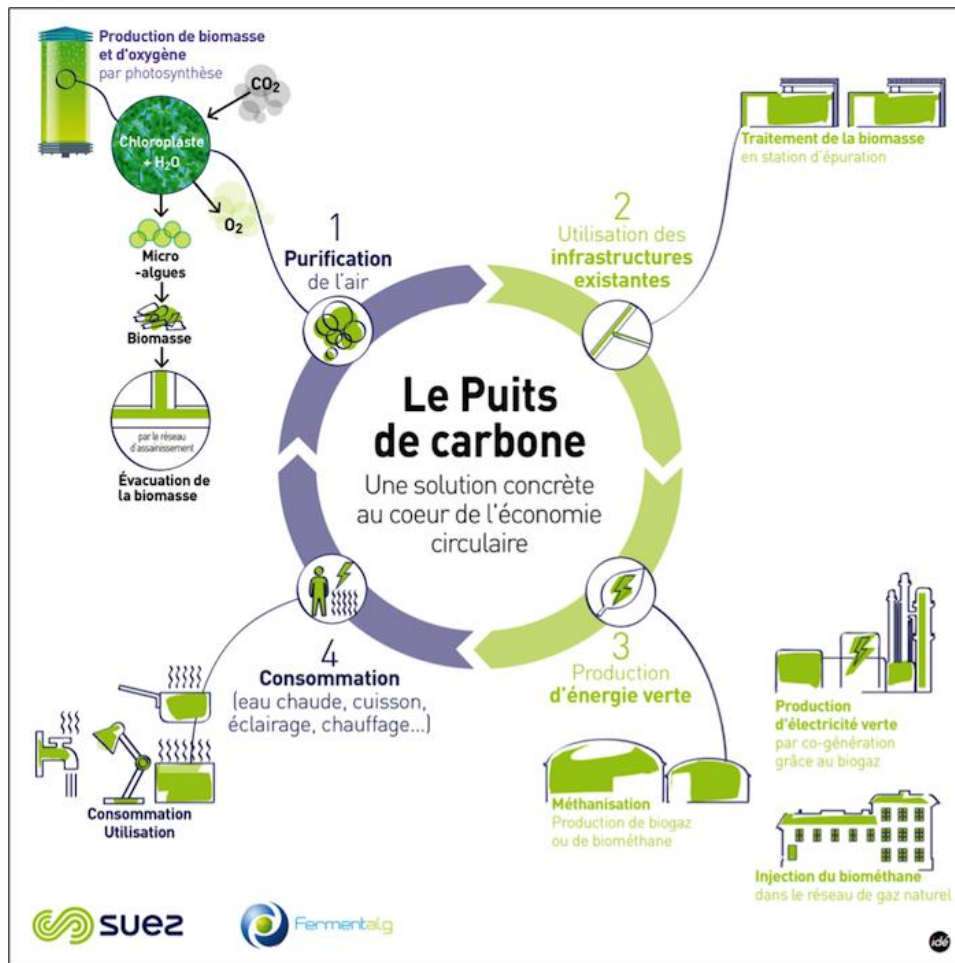 Production de biomasse
et d'oxygène
par photosynthèse
CO₂
Chloroplaste
+ H₂O
O₂
Micro
-algues
Biomasse
par le réseau
d'assainissement
Évacuation de
la biomasse
1
Purification
de l'air
2
Utilisation des
infrastructures
existantes
Traitement de la biomasse
en station d'épuration
Le Puits
de carbone
Une solution concrète
au coeur de l'économie
circulaire
3
Production
d'énergie verte
Méthanisation
Production de biogaz
ou de biométhane
Production
d'électricité verte
par co-génération
grâce au biogaz
Injection du biométhane
dans le réseau de gaz naturel
4
Consommation
(eau chaude, cuisson,
éclairage, chauffage...)
Consommation
Utilisation
suez
Fermentalg
idé